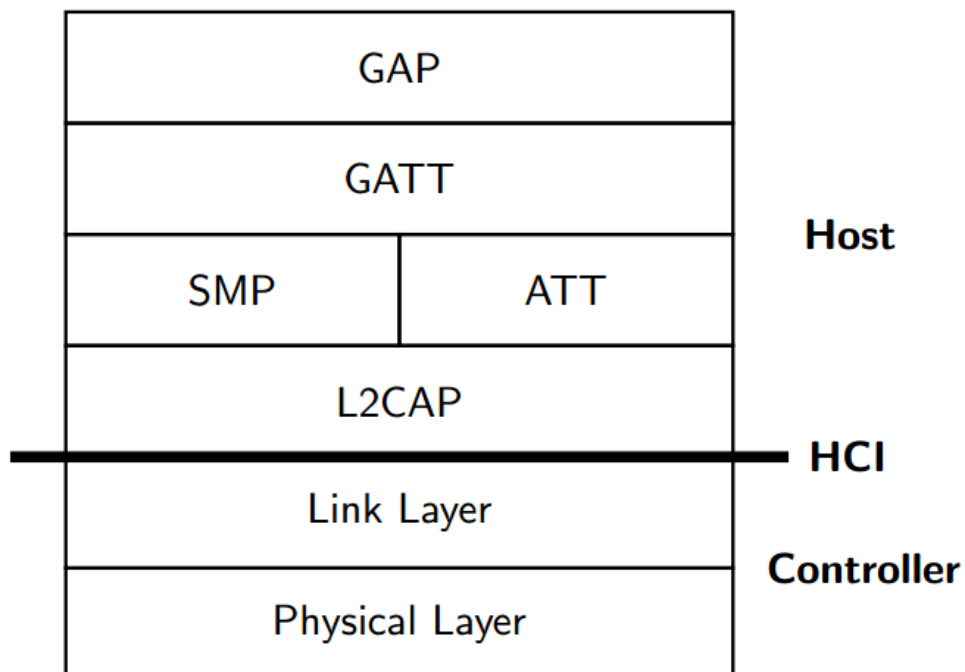 GAP
GATT
Host
SMP
ATT
L2CAP
HCI
Link Layer
Controller
Physical Layer